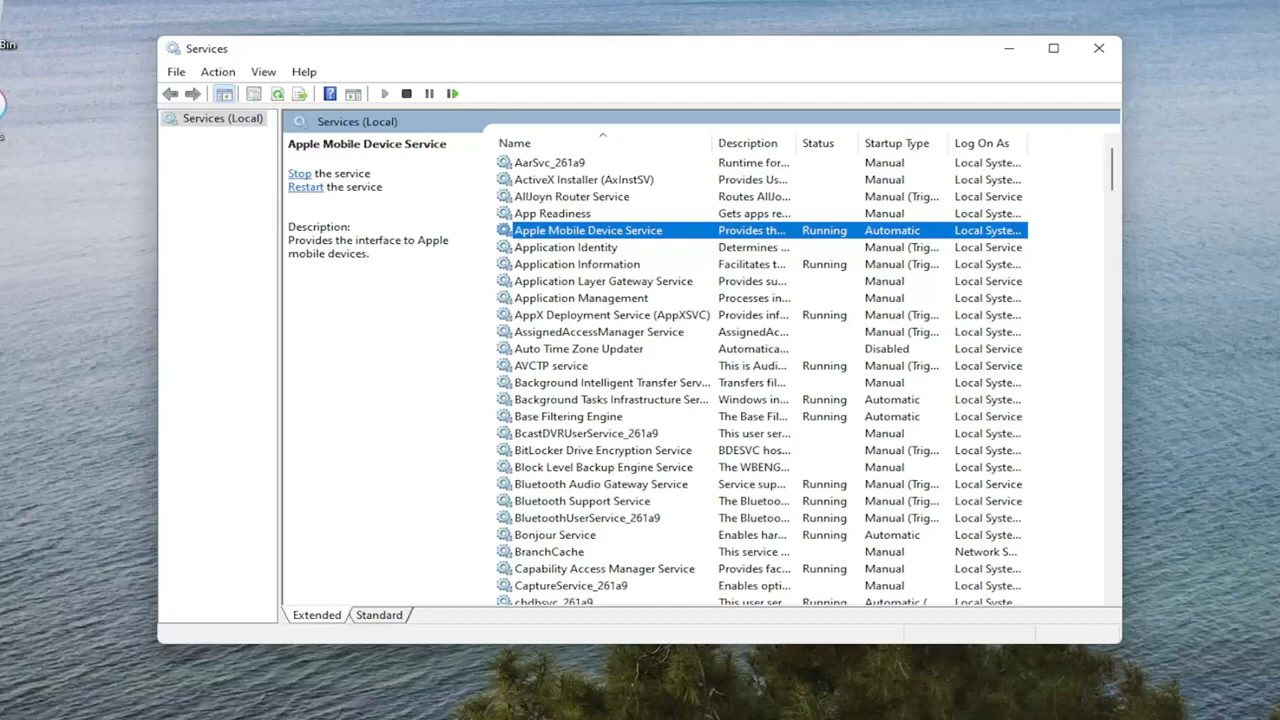 Bin
Services
File Action View Help
Services (Local)
Services (Local)
Apple Mobile Device Service
Stop the service
Restart the service
Description:
Provides the interface to Apple
mobile devices.
Name Description Status Startup Type Log On As
AarSvc_261a9 Runtime for... Manual Local Syste...
ActiveX Installer (AxInstSV) Provides Us... Manual Local Syste...
AllJoyn Router Service Routes AllJo... Manual (Trig... Local Service
App Readiness Gets apps re... Manual Local Syste...
Apple Mobile Device Service Provides th... Running Automatic Local Syste...
Application Identity Determines ... Manual (Trig... Local Service
Application Information Facilitates t... Running Manual (Trig... Local Syste...
Application Layer Gateway Service Provides su... Manual Local Service
Application Management Processes in... Manual Local Syste...
AppX Deployment Service (AppXSVC) Provides inf... Running Manual (Trig... Local Syste...
AssignedAccessManager Service AssignedAc... Manual (Trig... Local Syste...
Auto Time Zone Updater Automatica... Disabled Local Service
AVCTP service This is Audi... Running Manual (Trig... Local Service
Background Intelligent Transfer Serv... Transfers fil... Manual Local Syste...
Background Tasks Infrastructure Ser... Windows in... Running Automatic Local Syste...
Base Filtering Engine The Base Fil... Running Automatic Local Service
BcastDVRUserService_261a9 This user ser... Manual Local Syste...
BitLocker Drive Encryption Service BDESVC hos... Manual (Trig... Local Syste...
Block Level Backup Engine Service The WBENG... Manual Local Syste...
Bluetooth Audio Gateway Service Service sup... Running Manual (Trig... Local Service
Bluetooth Support Service The Bluetoo... Running Manual (Trig... Local Service
BluetoothUserService_261a9 The Bluetoo... Running Manual (Trig... Local Syste...
Bonjour Service Enables har... Running Automatic Local Syste...
BranchCache This service ... Manual Network S...
Capability Access Manager Service Provides fac... Running Manual Local Syste...
CaptureService_261a9 Enables opti... Manual Local Syste...
cbdhsvc_261a9 This user ser... Running Automatic ( Local Syste...
Extended Standard